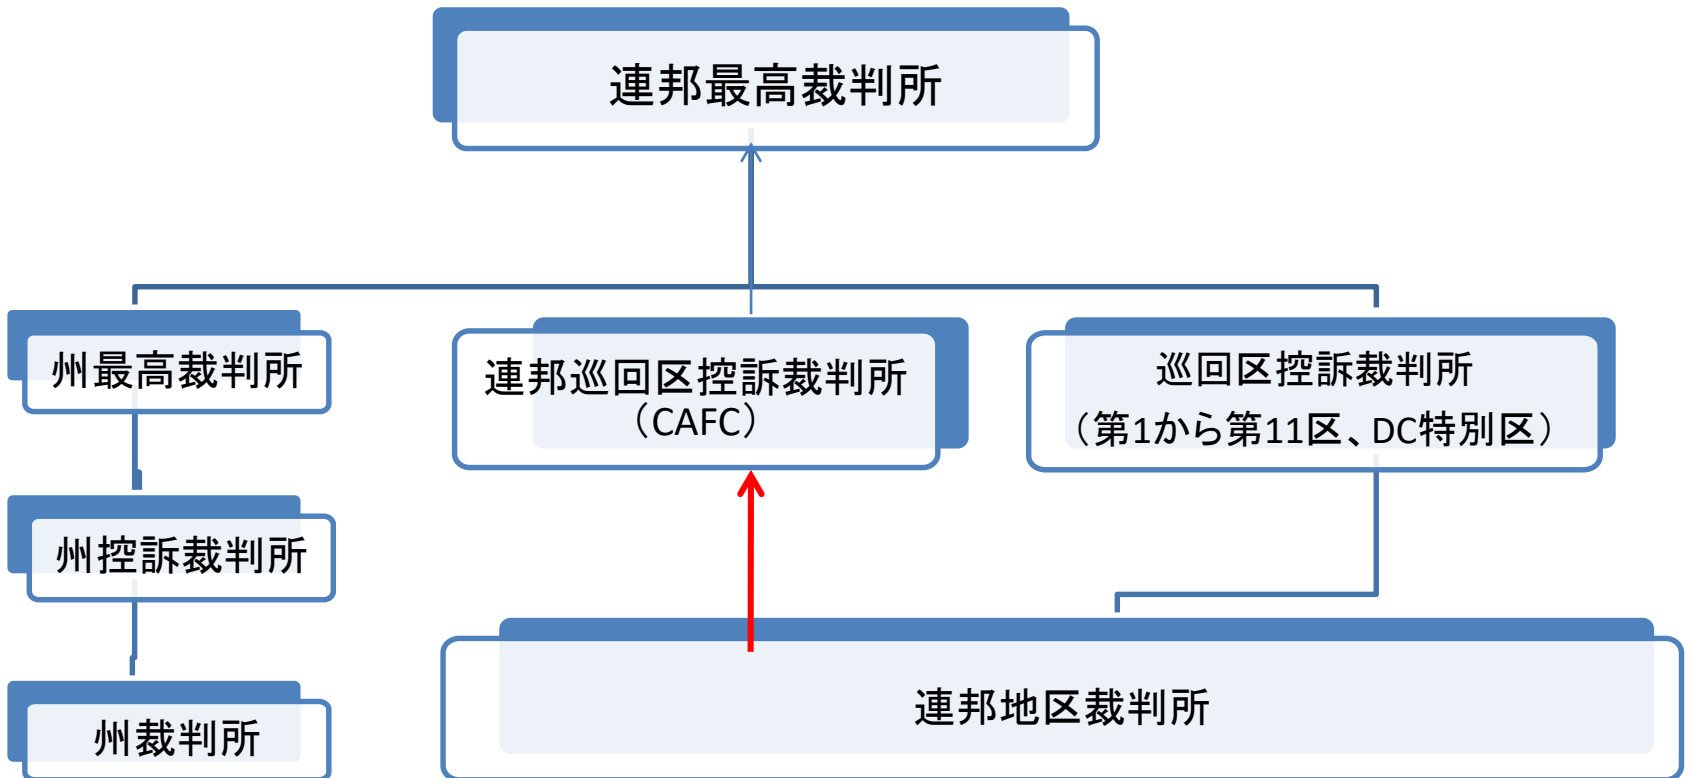 連邦最高裁判所
州最高裁判所
連邦巡回区控訴裁判所
（CAFC）
巡回区控訴裁判所
（第1から第11区、DC特別区）
州控訴裁判所
州裁判所
連邦地区裁判所